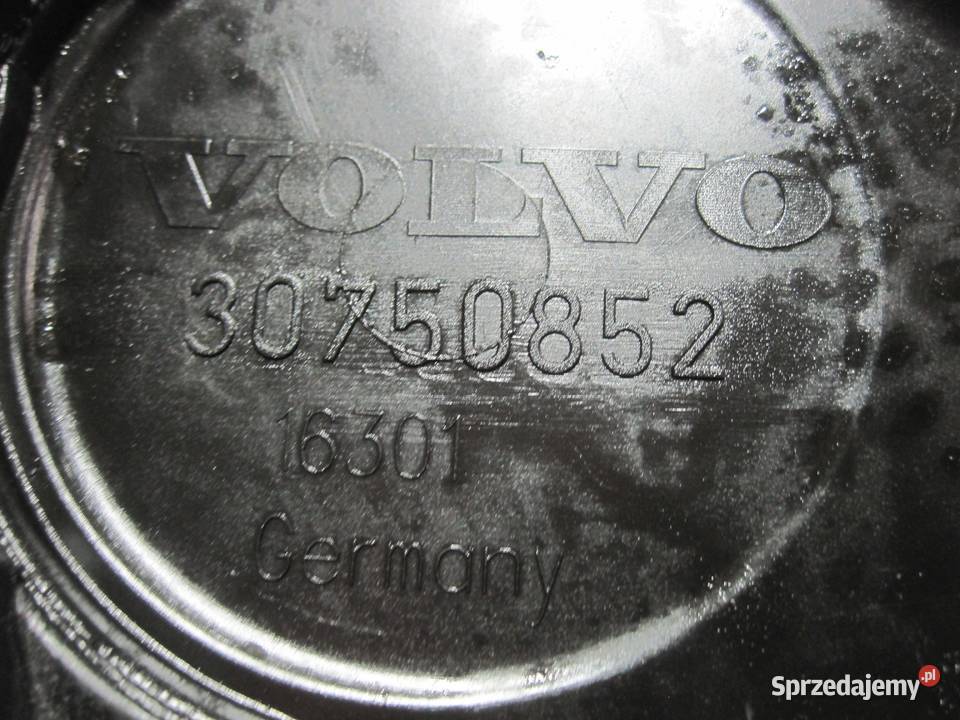 VOLVO
30750852
16301
Germany
Sprzedajemy.pl